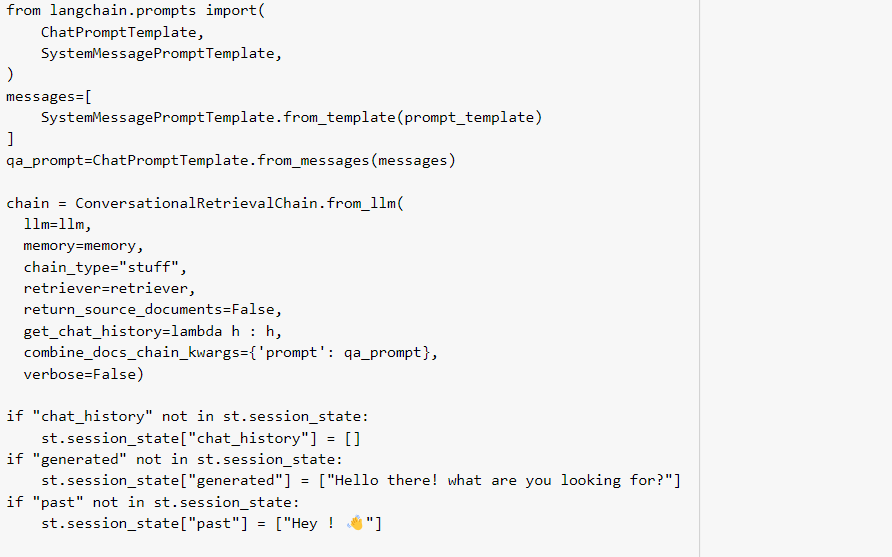 from langchain.prompts import(
    ChatPromptTemplate,
    SystemMessagePromptTemplate,
)
messages=[
    SystemMessagePromptTemplate.from_template(prompt_template)
]
qa_prompt=ChatPromptTemplate.from_messages(messages)

chain = ConversationalRetrievalChain.from_llm(
  llm=llm,
  memory=memory,
  chain_type="stuff",
  retriever=retriever,
  return_source_documents=False,
  get_chat_history=lambda h : h,
  combine_docs_chain_kwargs={'prompt': qa_prompt},
  verbose=False)

if "chat_history" not in st.session_state:
    st.session_state["chat_history"] = []
if "generated" not in st.session_state:
    st.session_state["generated"] = ["Hello there! what are you looking for?"]
if "past" not in st.session_state:
    st.session_state["past"] = ["Hey ! 👋"]